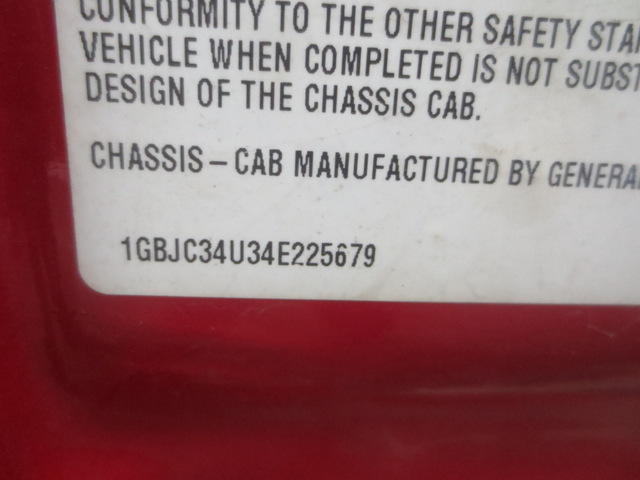 CONFORMITY TO THE OTHER SAFETY
VEHICLE WHEN COMPLETED IS NOT
DESIGN OF THE CHASSIS CAB.
CHASSIS – CAB MANUFACTURED BY
1GBJC34U34E225679